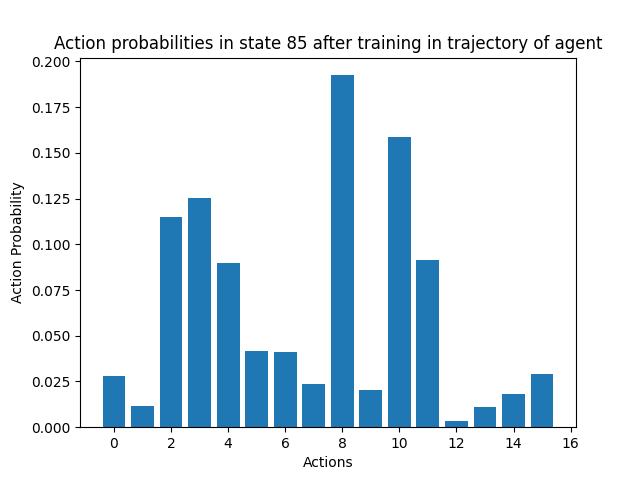 Action probabilities in state 85 after training in trajectory of agent
0.200
0.175
0.150
0.125
0.100
0.075
0.050
0.025
0.000
Action Probability
0 2 4 6 8 10 12 14 16
Actions